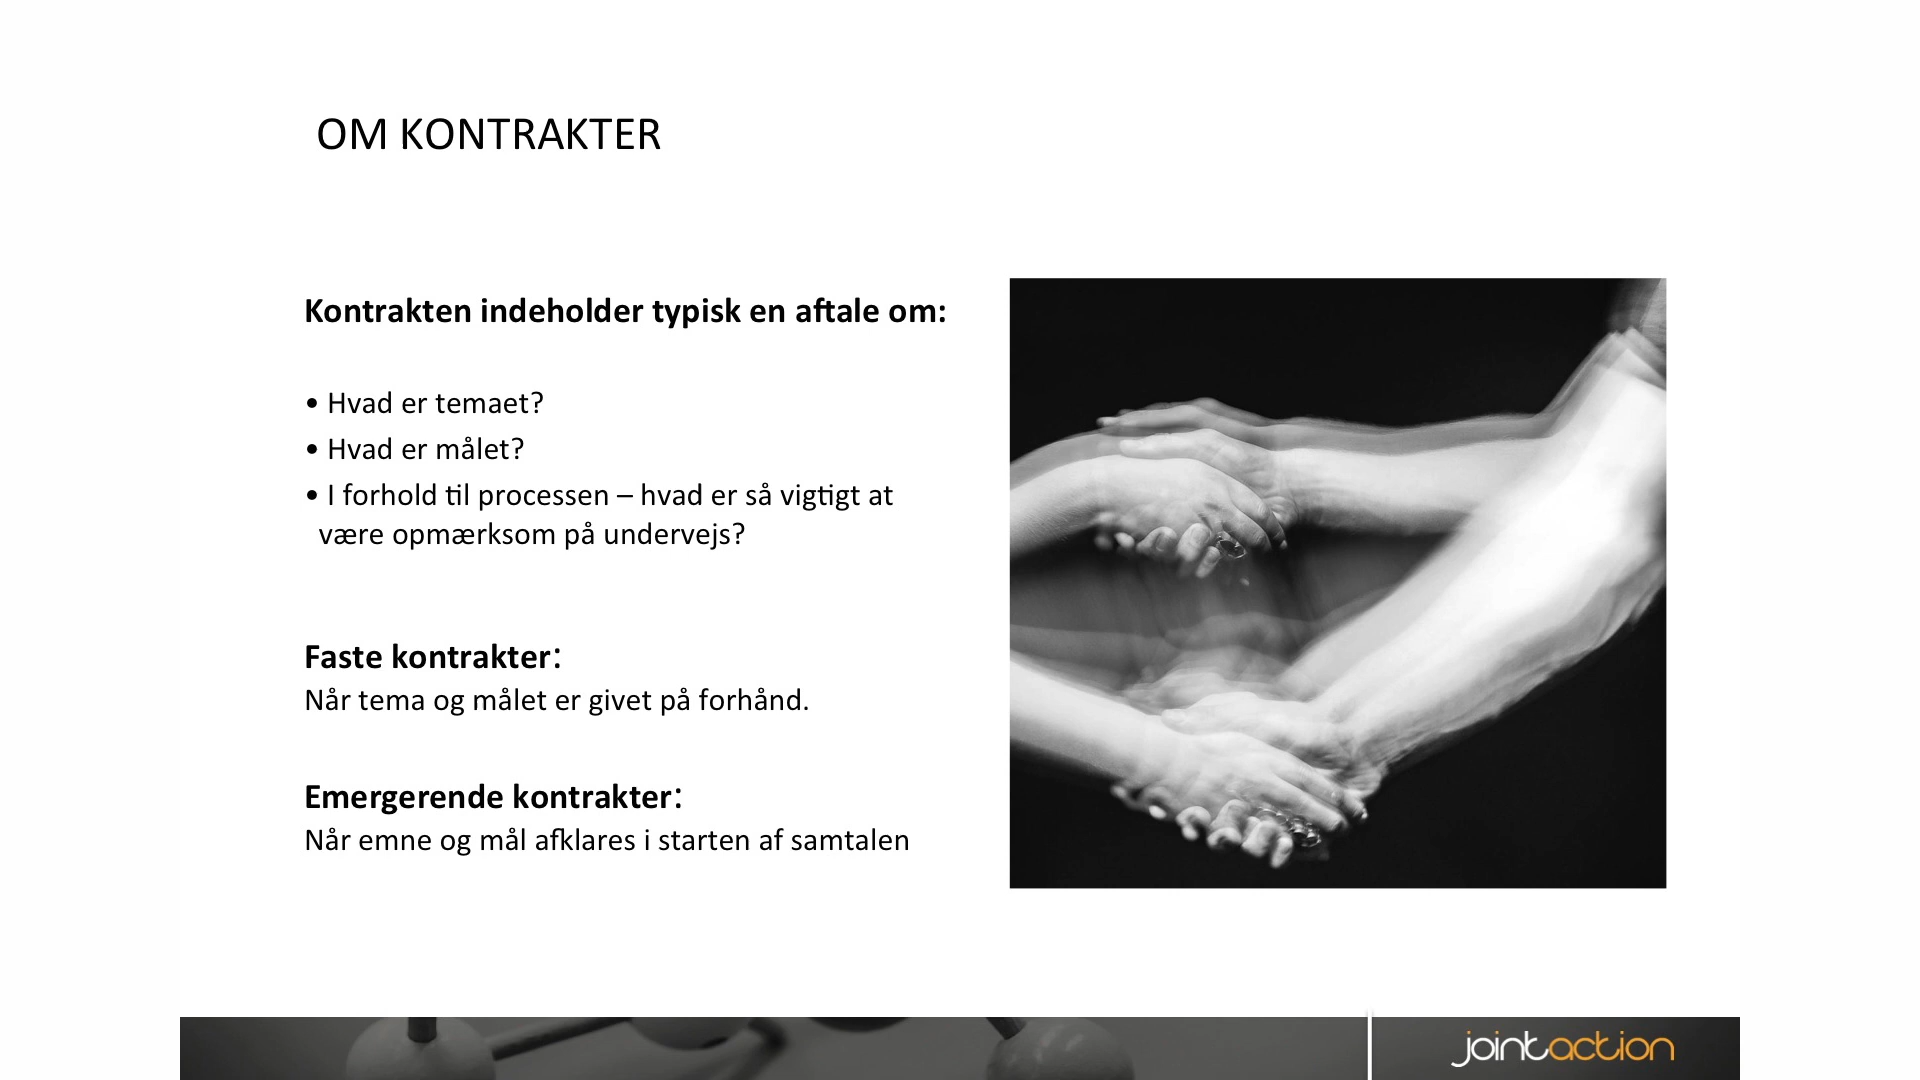 OM KONTRAKTER
Kontrakten indeholder typisk en aftale om:
• Hvad er temaet?
• Hvad er målet?
• I forhold til processen – hvad er så vigtigt at
være opmærksom på undervejs?
Faste kontrakter:
Når tema og målet er givet på forhånd.
Emergerende kontrakter:
Når emne og mål afklares i starten af samtalen
jointaction